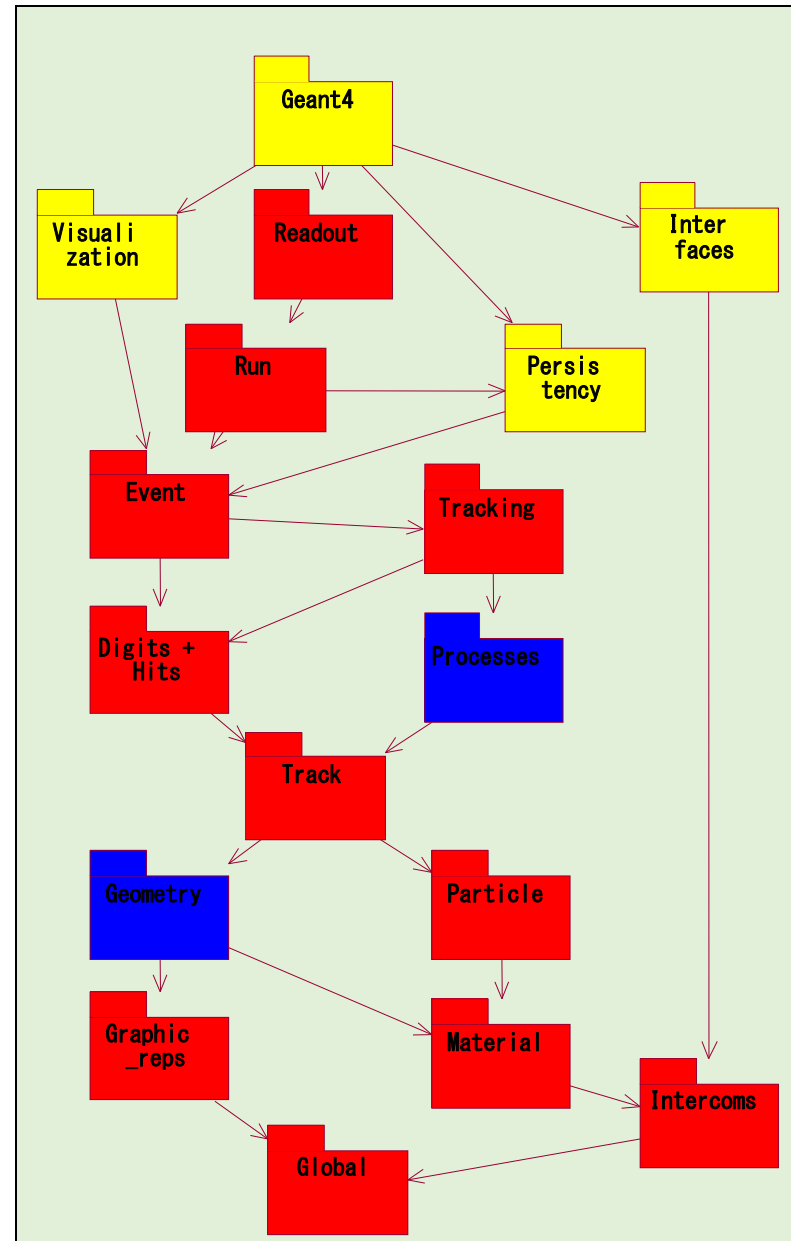 Geant4
Visuali
zation
Readout
Inter
faces
Run
Persis
tency
Event
Tracking
Digits +
Hits
Processes
Track
Geometry
Particle
Graphic
_reps
Material
Intercoms
Global